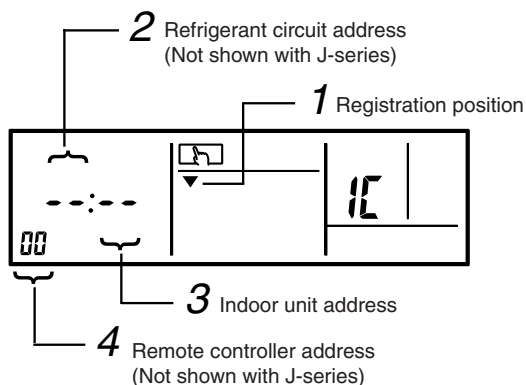 2 Refrigerant circuit address
(Not shown with J-series)
1 Registration position
--:--
1C
00
3 Indoor unit address
4 Remote controller address
(Not shown with J-series)